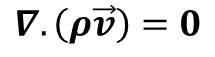 ∇. (ρv⃗) = 0